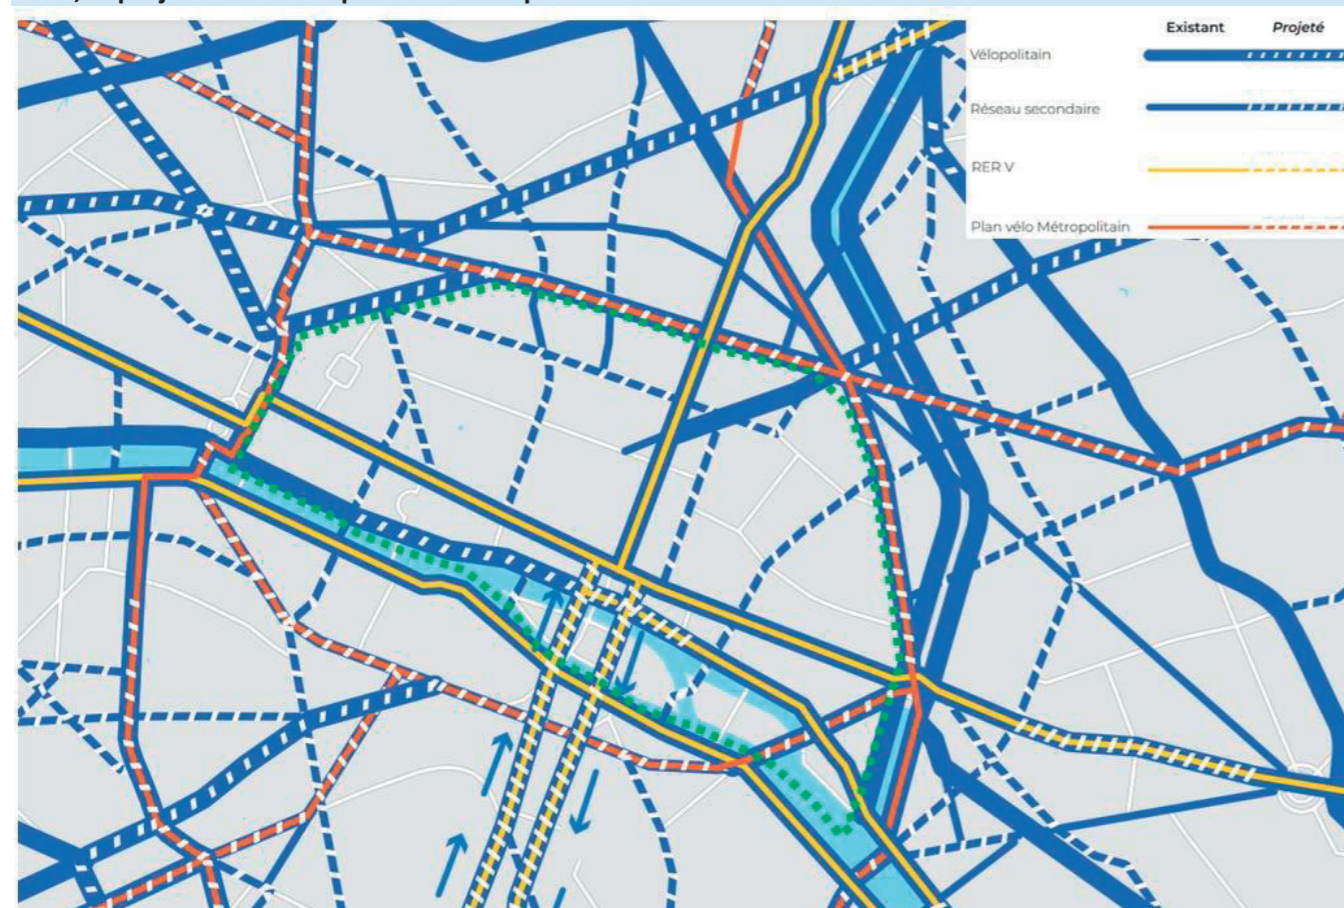 Existant Projeté
Vélopolitain
Réseau secondaire
RER V
Plan vélo Métropolitain